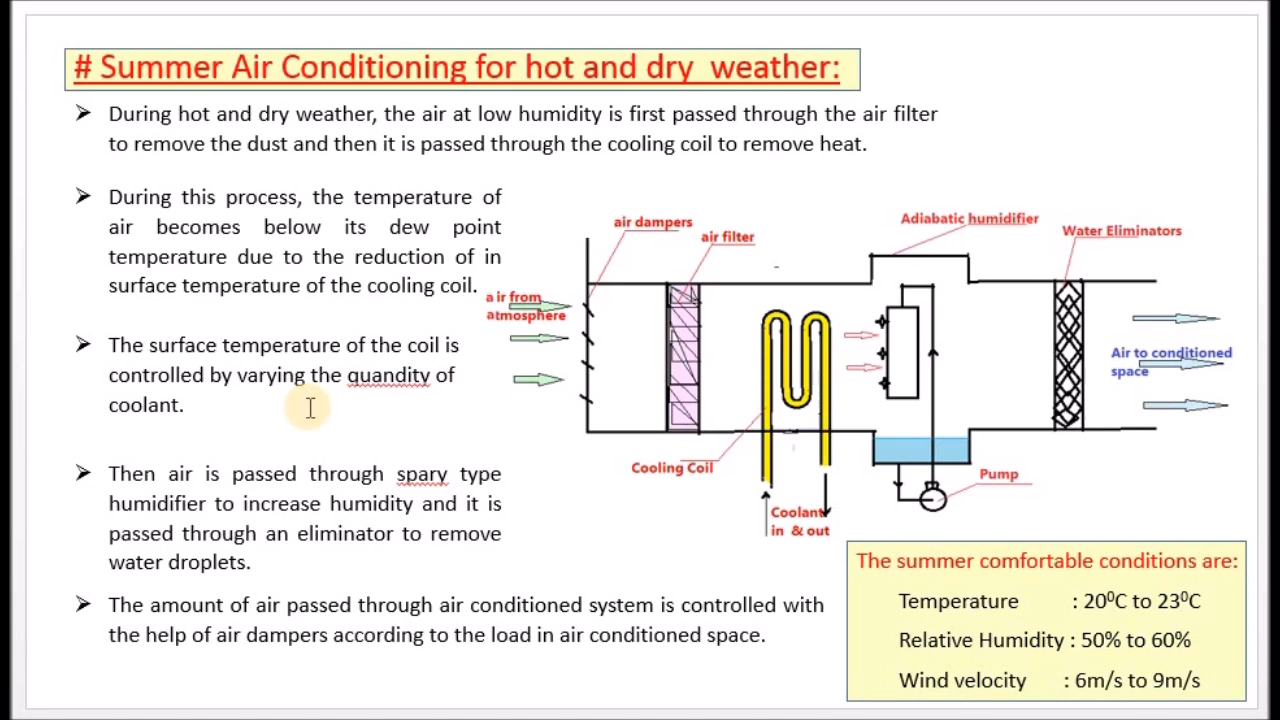 # Summer Air Conditioning for hot and dry weather:
➢ During hot and dry weather, the air at low humidity is first passed through the air filter
to remove the dust and then it is passed through the cooling coil to remove heat.
➢ During this process, the temperature of
air becomes below its dew point
temperature due to the reduction of in
surface temperature of the cooling coil.
➢ The surface temperature of the coil is
controlled by varying the quandity of
coolant.
➢ Then air is passed through spary type
humidifier to increase humidity and it is
passed through an eliminator to remove
water droplets.
➢ The amount of air passed through air conditioned system is controlled with
the help of air dampers according to the load in air conditioned space.
air dampers
air filter
Adiabatic humidifier
Water Eliminators
a ir from
atmosphere
Air to conditioned
space
Cooling Coil
Pump
Coolant
in & out
The summer comfortable conditions are:
Temperature : 20⁰C to 23⁰C
Relative Humidity : 50% to 60%
Wind velocity : 6m/s to 9m/s